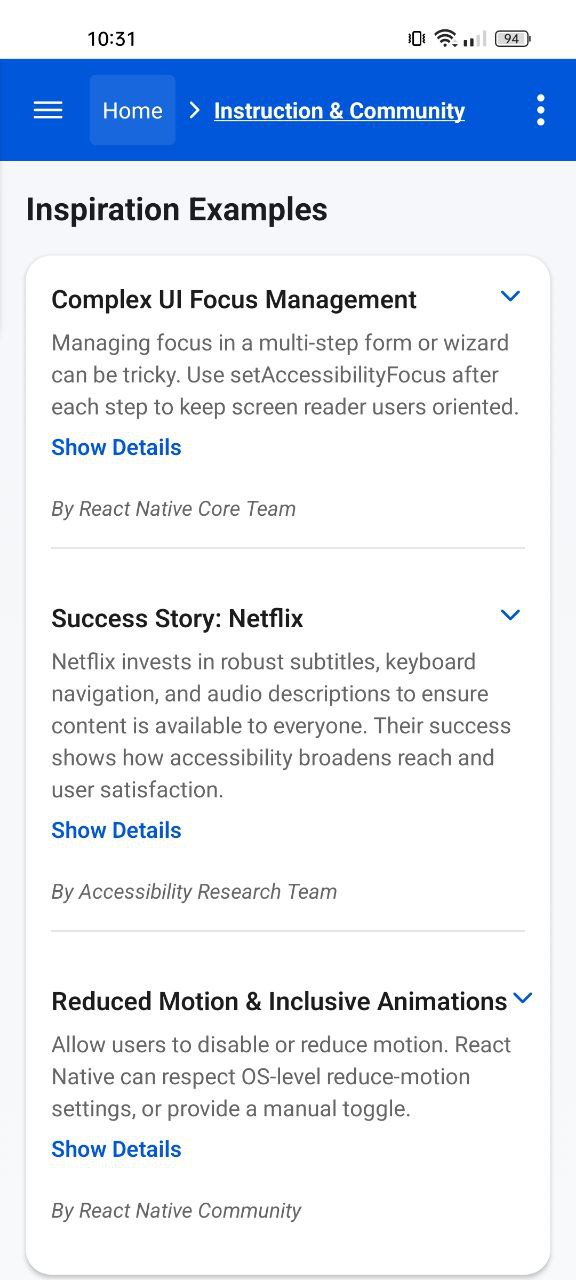 10:31
94
Home
Instruction & Community
Inspiration Examples
Complex UI Focus Management
Managing focus in a multi-step form or wizard
can be tricky. Use setAccessibilityFocus after
each step to keep screen reader users oriented.
Show Details
By React Native Core Team
Success Story: Netflix
Netflix invests in robust subtitles, keyboard
navigation, and audio descriptions to ensure
content is available to everyone. Their success
shows how accessibility broadens reach and
user satisfaction.
Show Details
By Accessibility Research Team
Reduced Motion & Inclusive Animations
Allow users to disable or reduce motion. React
Native can respect OS-level reduce-motion
settings, or provide a manual toggle.
Show Details
By React Native Community